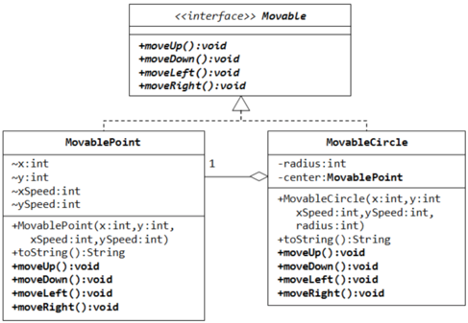 <<interface>> Movable
+moveUp():void
+moveDown():void
+moveLeft():void
+moveRight():void
MovablePoint
~x:int
~y:int
~xSpeed:int
~ySpeed:int
+MovablePoint(x:int,y:int,
xSpeed:int,ySpeed:int)
+toString():String
+moveUp():void
+moveDown():void
+moveLeft():void
+moveRight():void
1
MovableCircle
-radius:int
-center:MovablePoint
+MovableCircle(x:int,y:int
xSpeed:int,ySpeed:int,
radius:int)
+toString():String
+moveUp():void
+moveDown():void
+moveLeft():void
+moveRight():void